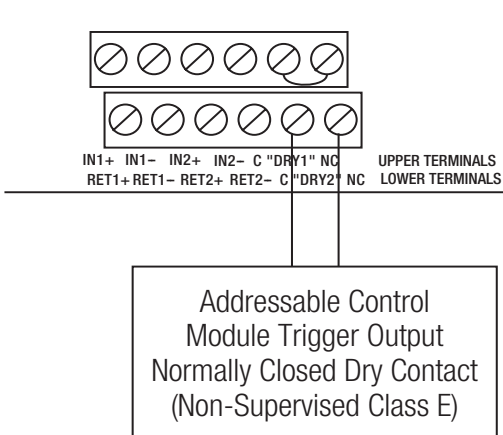 IN1+ IN1– IN2+ IN2– C "DRY1" NC UPPER TERMINALS
RET1+ RET1– RET2+ RET2– C "DRY2" NC LOWER TERMINALS
Addressable Control
Module Trigger Output
Normally Closed Dry Contact
(Non-Supervised Class E)